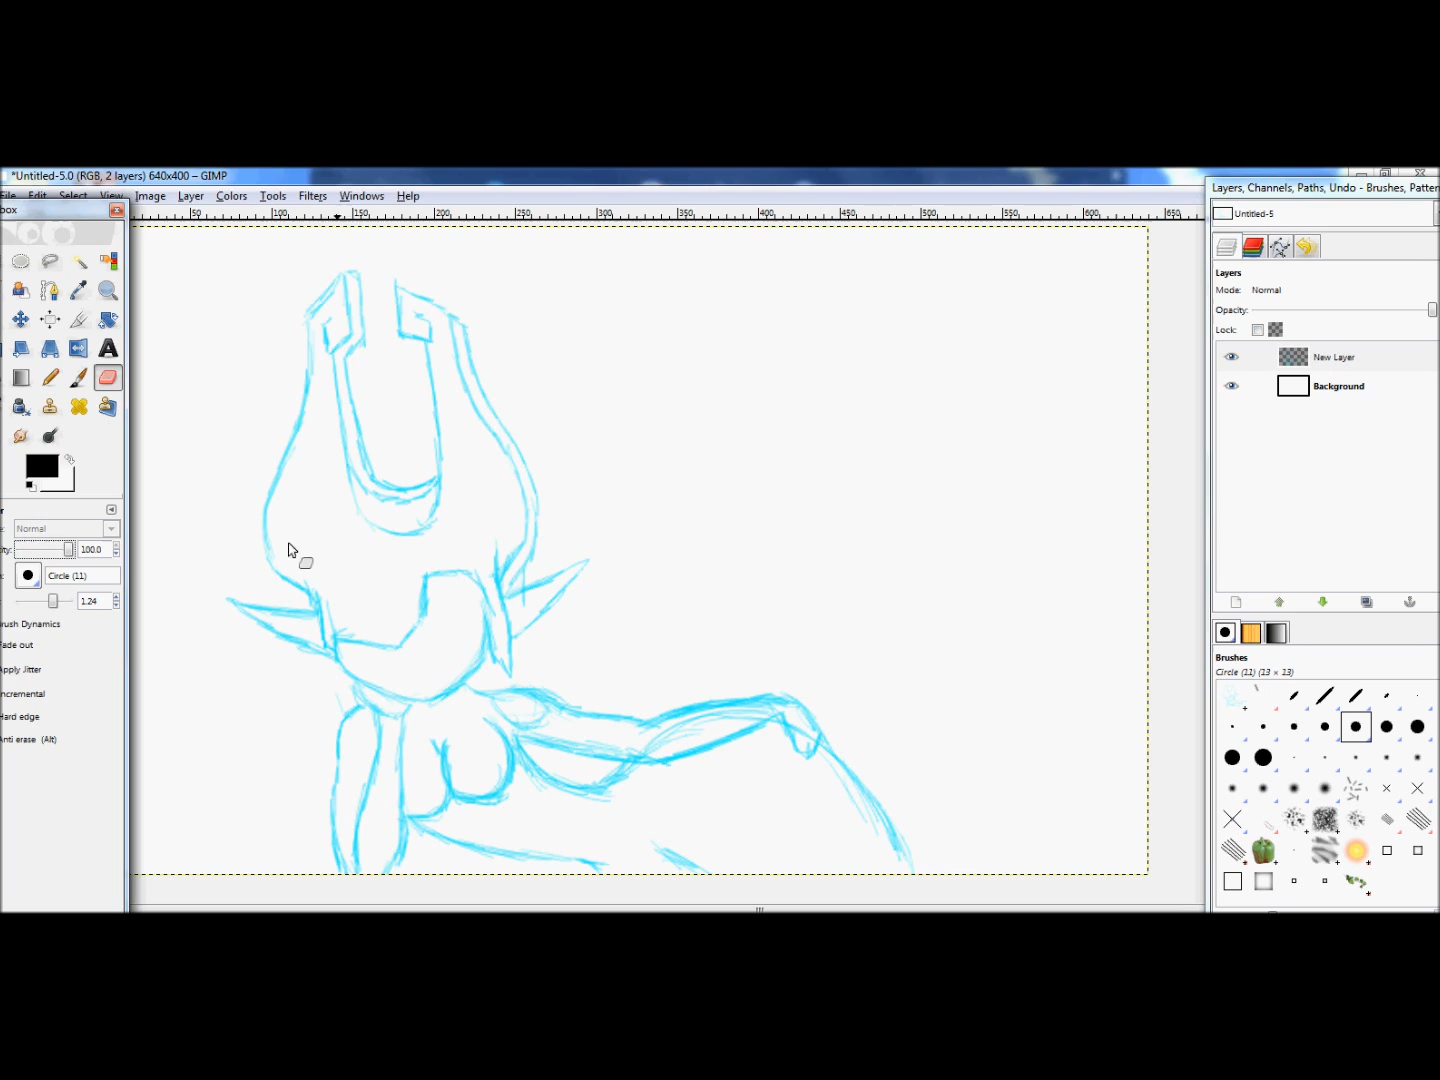 *Untitled-5.0 (RGB, 2 layers) 640x400 – GIMP
File Edit Select View Image Layer Colors Tools Filters Windows Help
box
50 100 150 200 250 300 350 400 450 500 550 600 650
Normal
100.0
Circle (11)
1.24
rush Dynamics
Fade out
Apply Jitter
ncremental
Hard edge
Anti erase (Alt)
Layers, Channels, Paths, Undo - Brushes, Pattern
Untitled-5
Layers
Mode: Normal
Opacity:
Lock:
New Layer
Background
Brushes
Circle (11) (13 × 13)